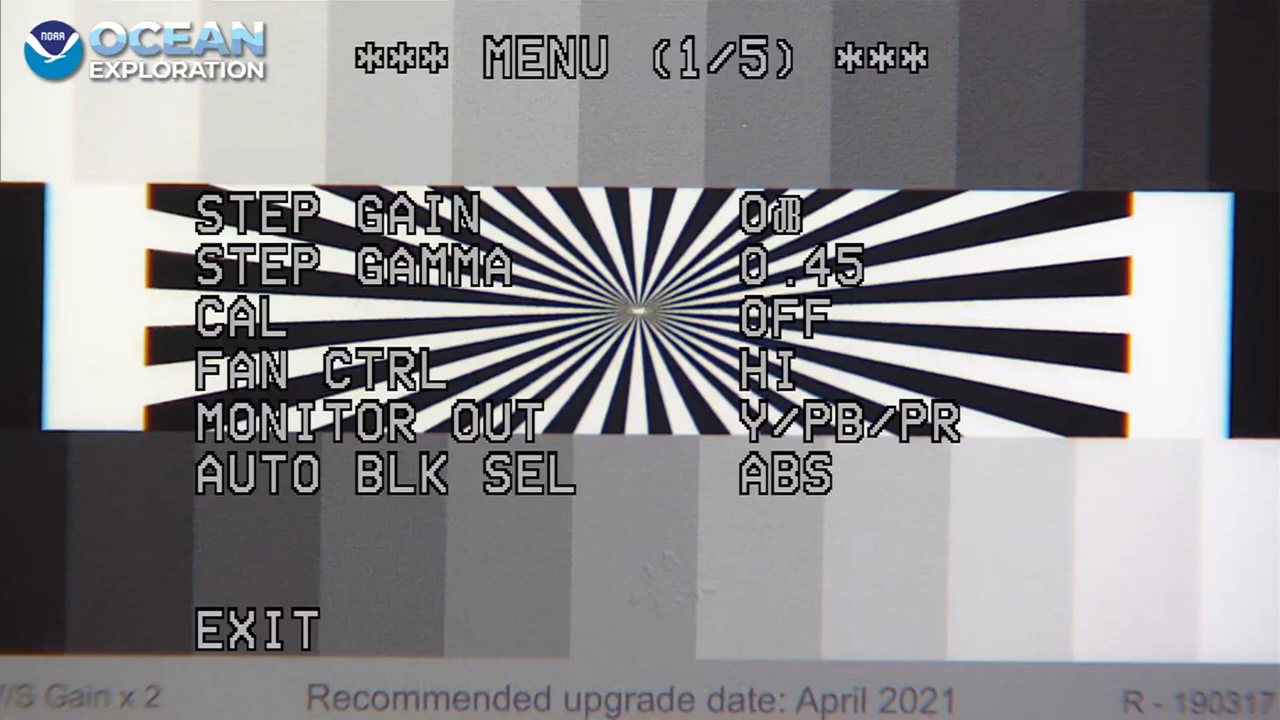 NOAA
OCEAN
EXPLORATION
*** MENU (1/5) ***
STEP GAIN 0dB
STEP GAMMA 0.45
CAL OFF
FAN CTRL HI
MONITOR OUT Y/PB/PR
AUTO BLK SEL ABS
EXIT
/S Gain x 2 Recommended upgrade date: April 2021 R - 190317